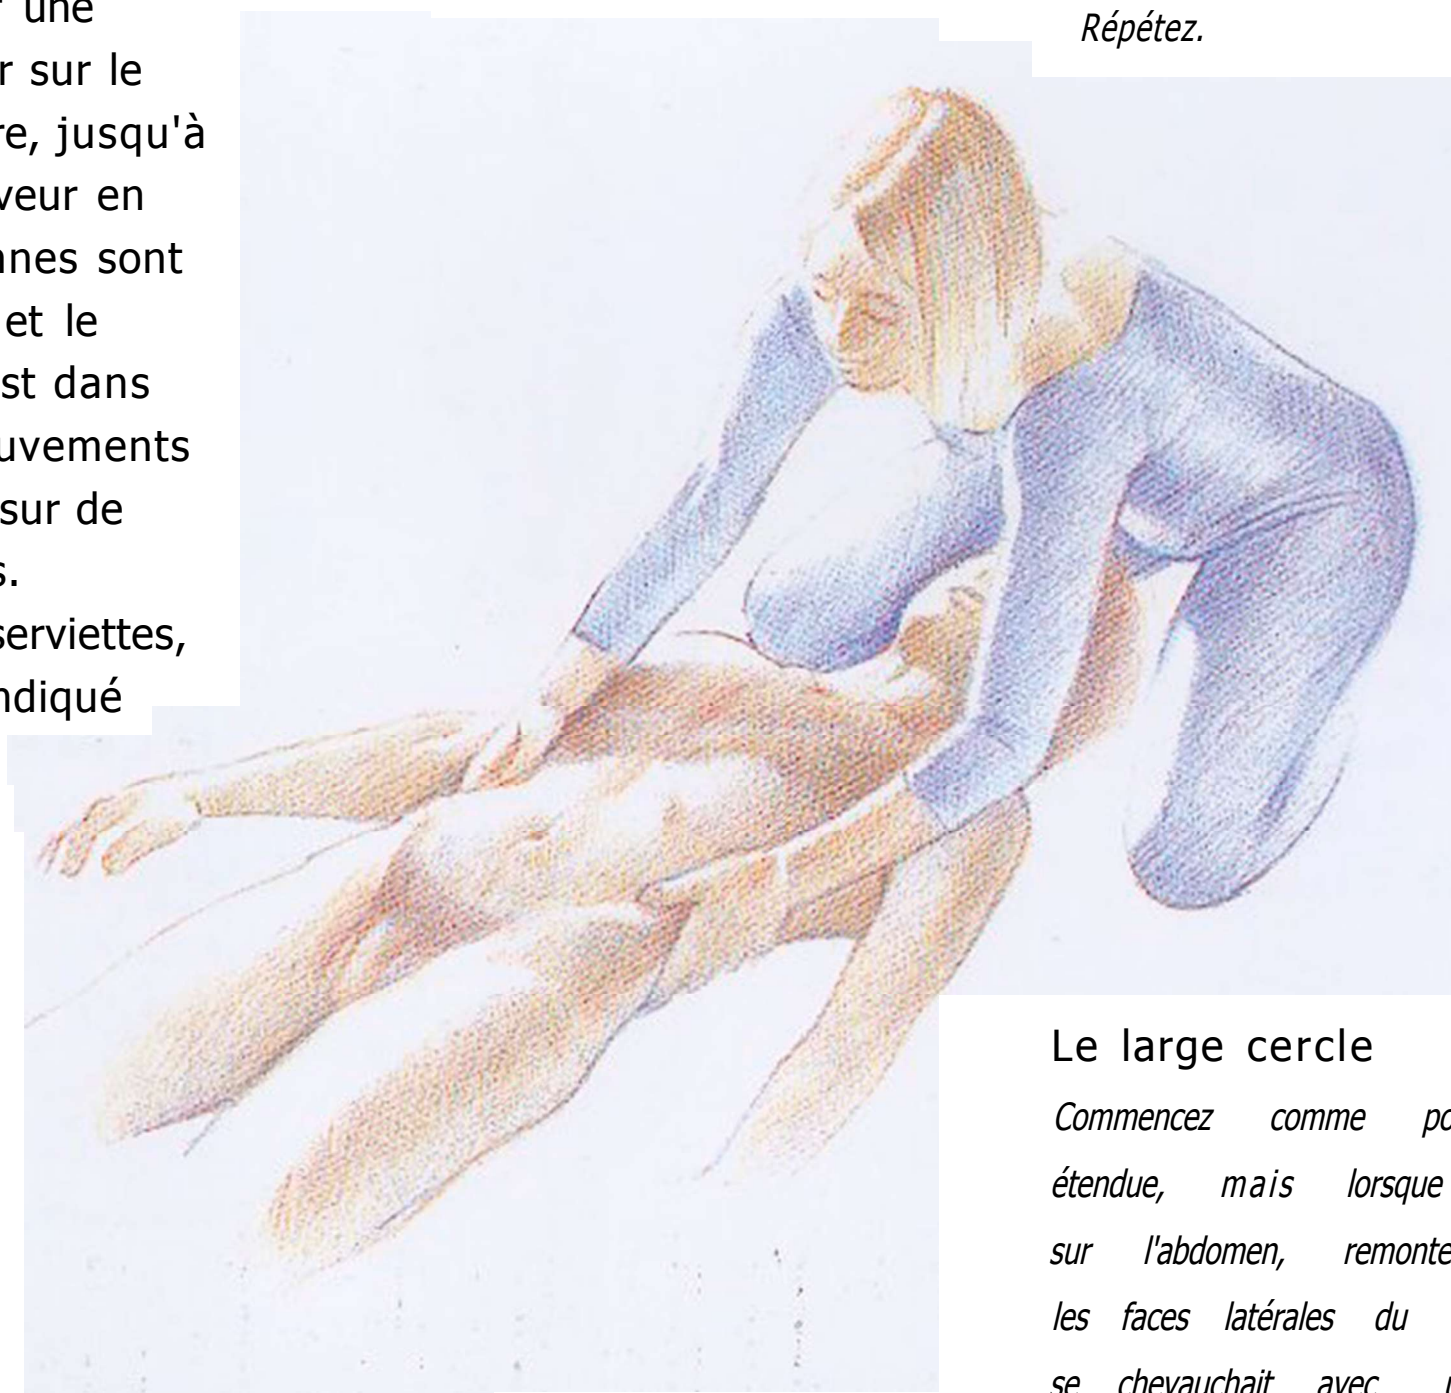 une
r sur le
re, jusqu'à
veur en
nnes sont
et le
st dans
uvements
sur de
s.
serviettes,
ndiqué
Répétez.
Le large cercle
Commencez comme po
étendue, mais lorsque
sur l'abdomen, remonte
les faces latérales du
se chevauchait avec